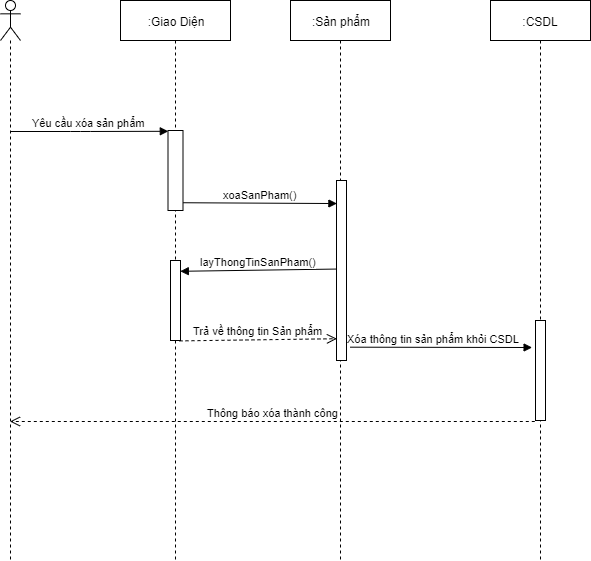 :Giao Diện
:Sản phẩm
:CSDL
Yêu cầu xóa sản phẩm
xoaSanPham()
layThongTinSanPham()
Trả về thông tin Sản phẩm
Xóa thông tin sản phẩm khỏi CSDL
Thông báo xóa thành công